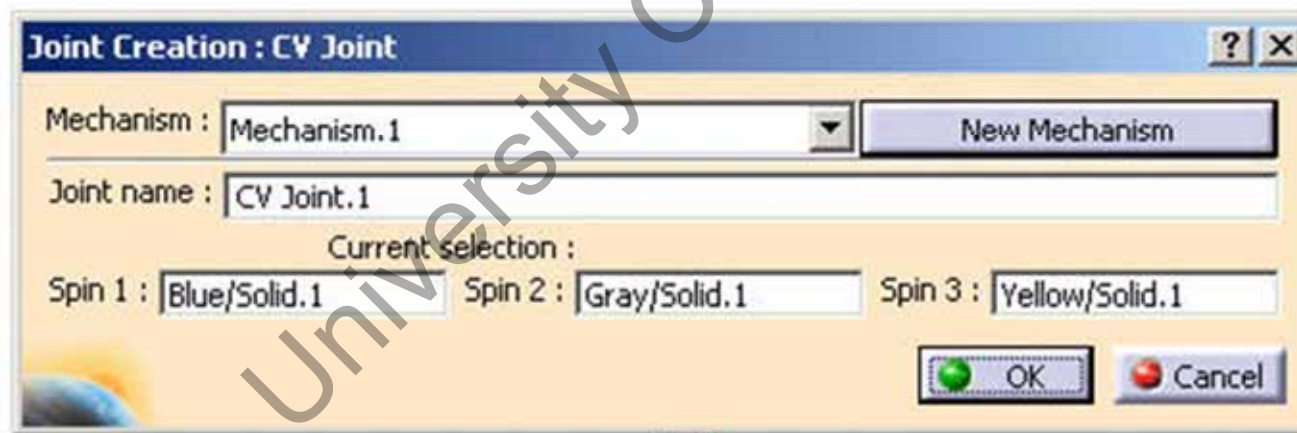 Joint Creation : CV Joint
Mechanism : Mechanism.1 New Mechanism
Joint name : CV Joint.1
Current selection :
Spin 1 : Blue/Solid.1 Spin 2 : Gray/Solid.1 Spin 3 : Yellow/Solid.1
OK Cancel
University O